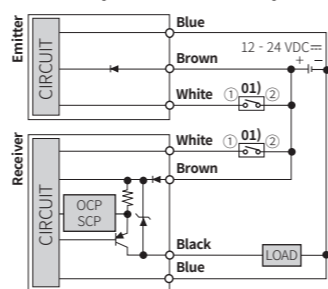 Emitter
CIRCUIT
Blue
12 - 24 VDC⎓
Brown
+ −
White
① 01) ②
Receiver
CIRCUIT
White
① 01) ②
Brown
OCP
SCP
Black
LOAD
Blue